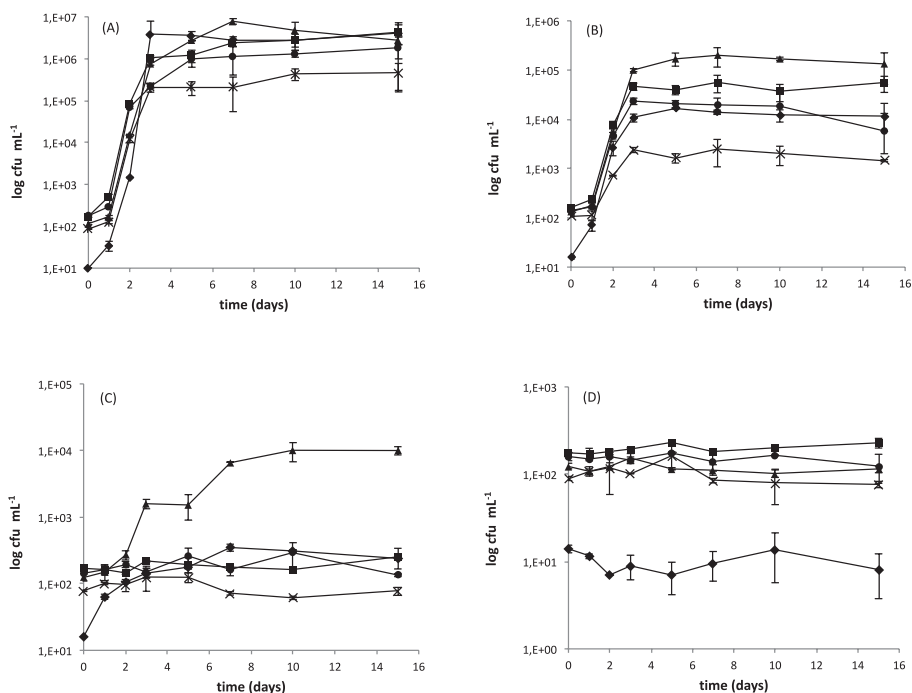 (A)
log cfu mL-1
1,E+07
1,E+06
1,E+05
1,E+04
1,E+03
1,E+02
1,E+01
0 2 4 6 8 10 12 14 16
time (days)
(B)
log cfu mL-1
1,E+06
1,E+05
1,E+04
1,E+03
1,E+02
1,E+01
0 2 4 6 8 10 12 14 16
time (days)
(C)
log cfu mL-1
1,E+05
1,E+04
1,E+03
1,E+02
1,E+01
0 2 4 6 8 10 12 14 16
time (days)
(D)
log cfu mL-1
1,E+03
1,E+02
1,E+01
1,E+00
0 2 4 6 8 10 12 14 16
time (days)